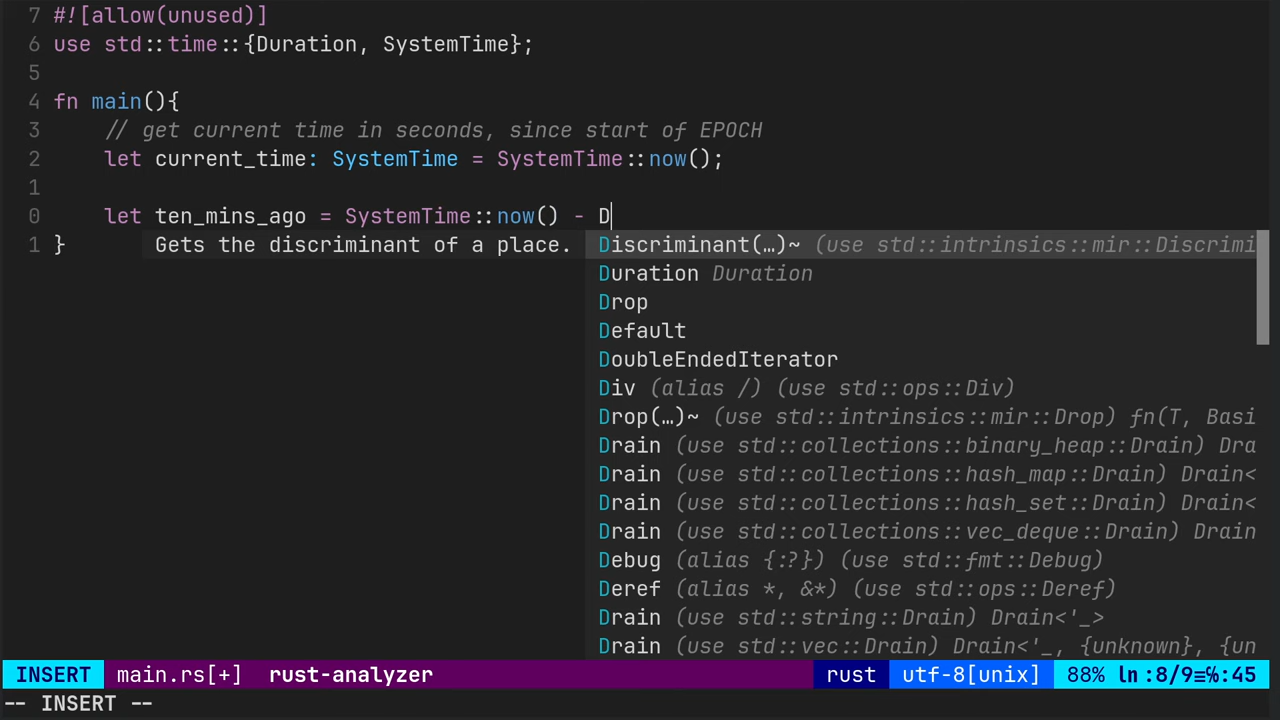 7 #![allow(unused)]
6 use std::time::{Duration, SystemTime};
5
4 fn main(){
3     // get current time in seconds, since start of EPOCH
2     let current_time: SystemTime = SystemTime::now();
1
0     let ten_mins_ago = SystemTime::now() - D
1 }       Gets the discriminant of a place.  Discriminant(…)~ (use std::intrinsics::mir::Discrimi
Duration Duration
Drop
Default
DoubleEndedIterator
Div (alias /) (use std::ops::Div)
Drop(…)~ (use std::intrinsics::mir::Drop) fn(T, Basi
Drain (use std::collections::binary_heap::Drain) Dra
Drain (use std::collections::hash_map::Drain) Drain<
Drain (use std::collections::hash_set::Drain) Drain<
Drain (use std::collections::vec_deque::Drain) Drain
Debug (alias {:?}) (use std::fmt::Debug)
Deref (alias *, &*) (use std::ops::Deref)
Drain (use std::string::Drain) Drain<'_>
Drain (use std::vec::Drain) Drain<'_, {unknown}, {un
INSERT main.rs[+] rust-analyzer rust utf-8[unix] 88% ln:8/9≡℅:45
-- INSERT --